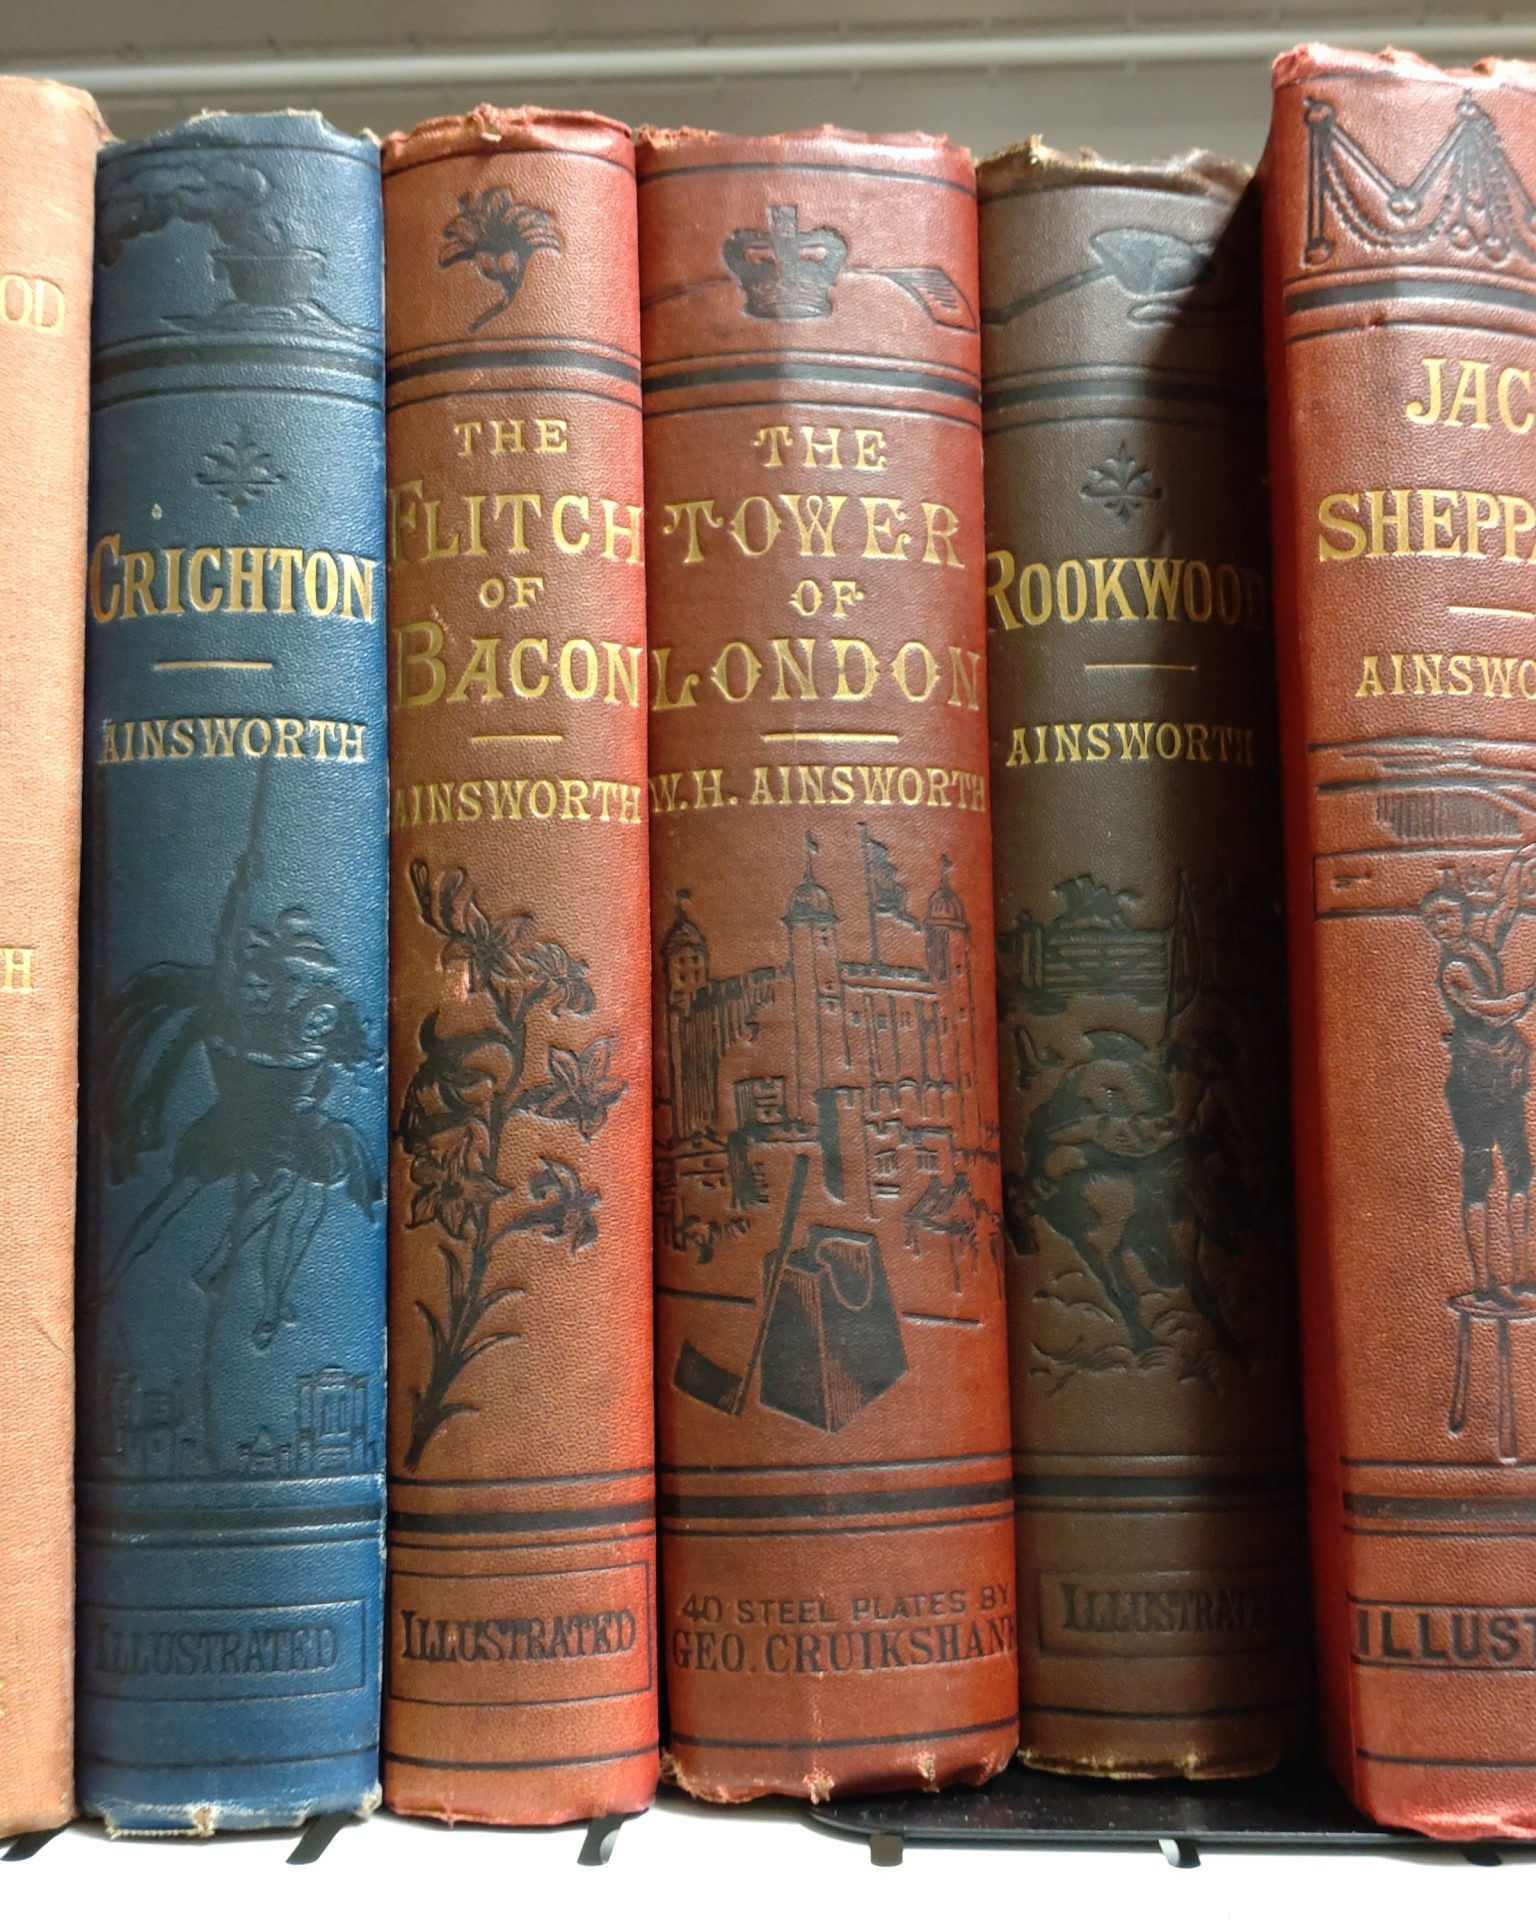 CRICHTON
AINSWORTH
ILLUSTRATED
THE
FLITCH
OF
BACON
AINSWORTH
ILLUSTRATED
THE
TOWER
OF
LONDON
W.H. AINSWORTH
40 STEEL PLATES BY
GEO. CRUIKSHANK
ROOKWOOD
AINSWORTH
ILLUSTRATED
JAC
SHEPPA
AINSWO
ILLUST